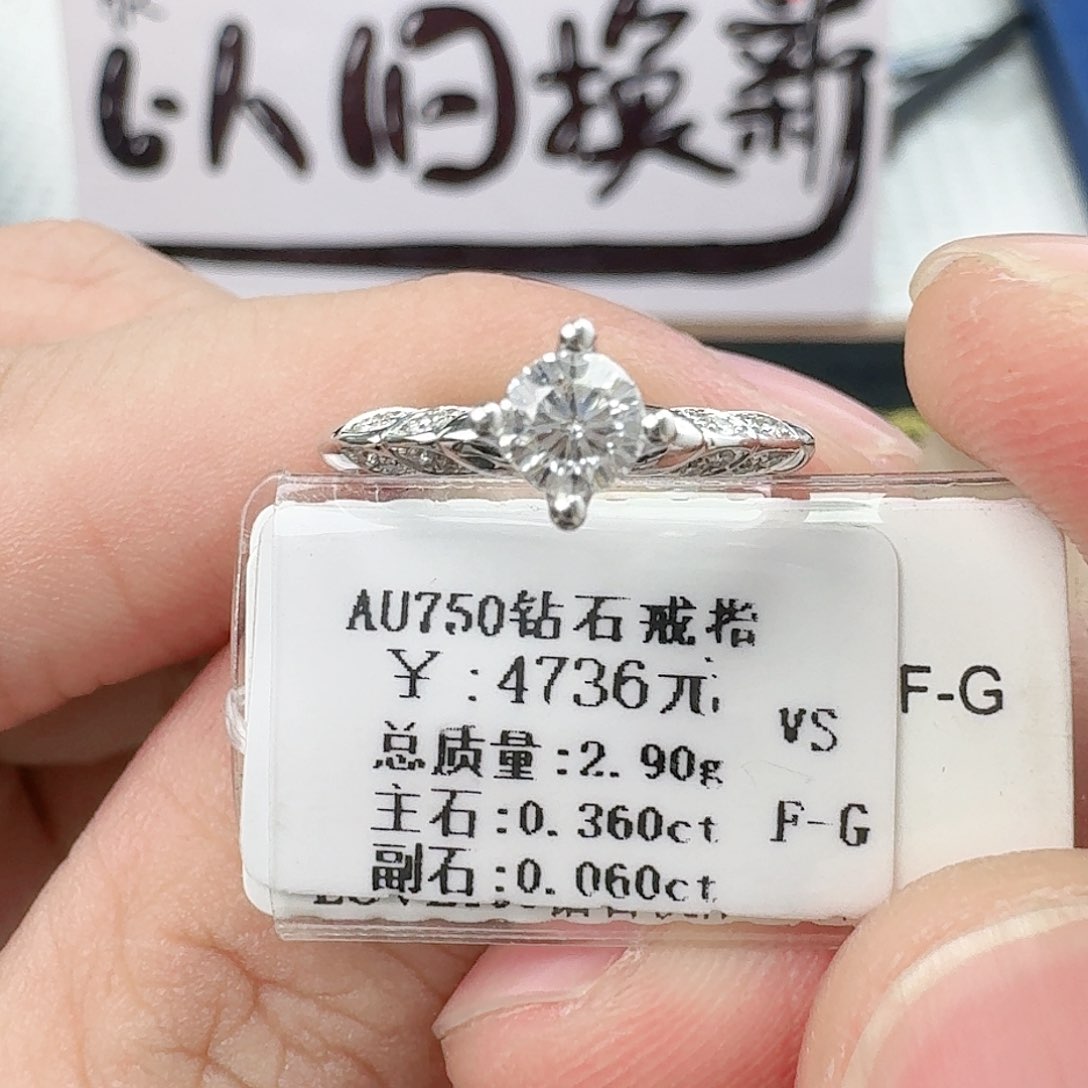 以旧换新
AU750钻石戒指
¥:4736元
VS
F-G
总质量:2.90g
主石:0.360ct
F-G
副石:0.060ct